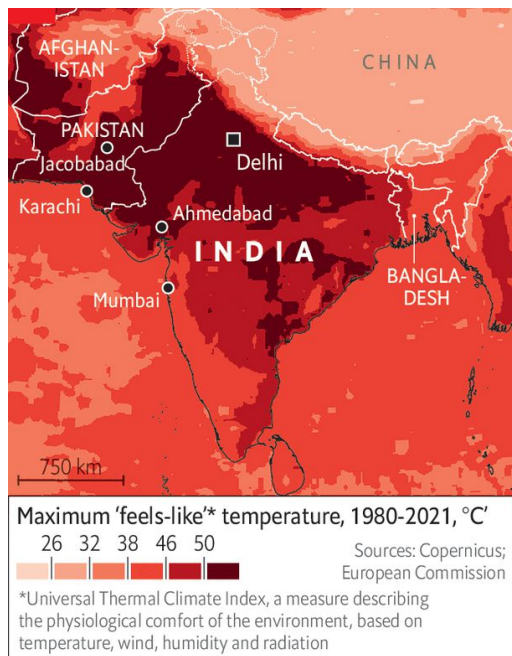 AFGHAN-
ISTAN
CHINA
PAKISTAN
Jacobabad
Delhi
Karachi
Ahmedabad
INDIA
Mumbai
BANGLA-
DESH
750 km
Maximum ‘feels-like’* temperature, 1980-2021, °C’
26 32 38 46 50
Sources: Copernicus;
European Commission
*Universal Thermal Climate Index, a measure describing
the physiological comfort of the environment, based on
temperature, wind, humidity and radiation